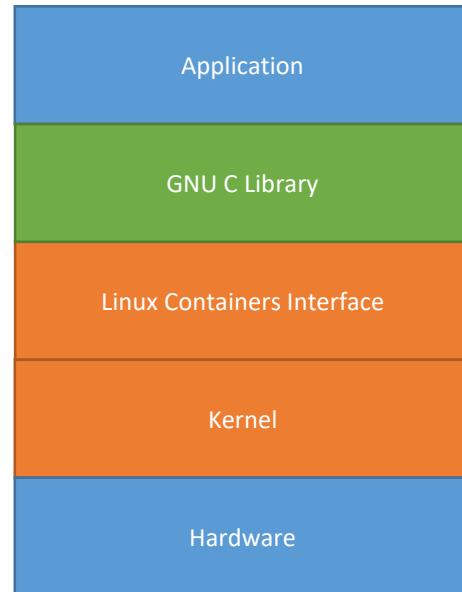 Application
GNU C Library
Linux Containers Interface
Kernel
Hardware